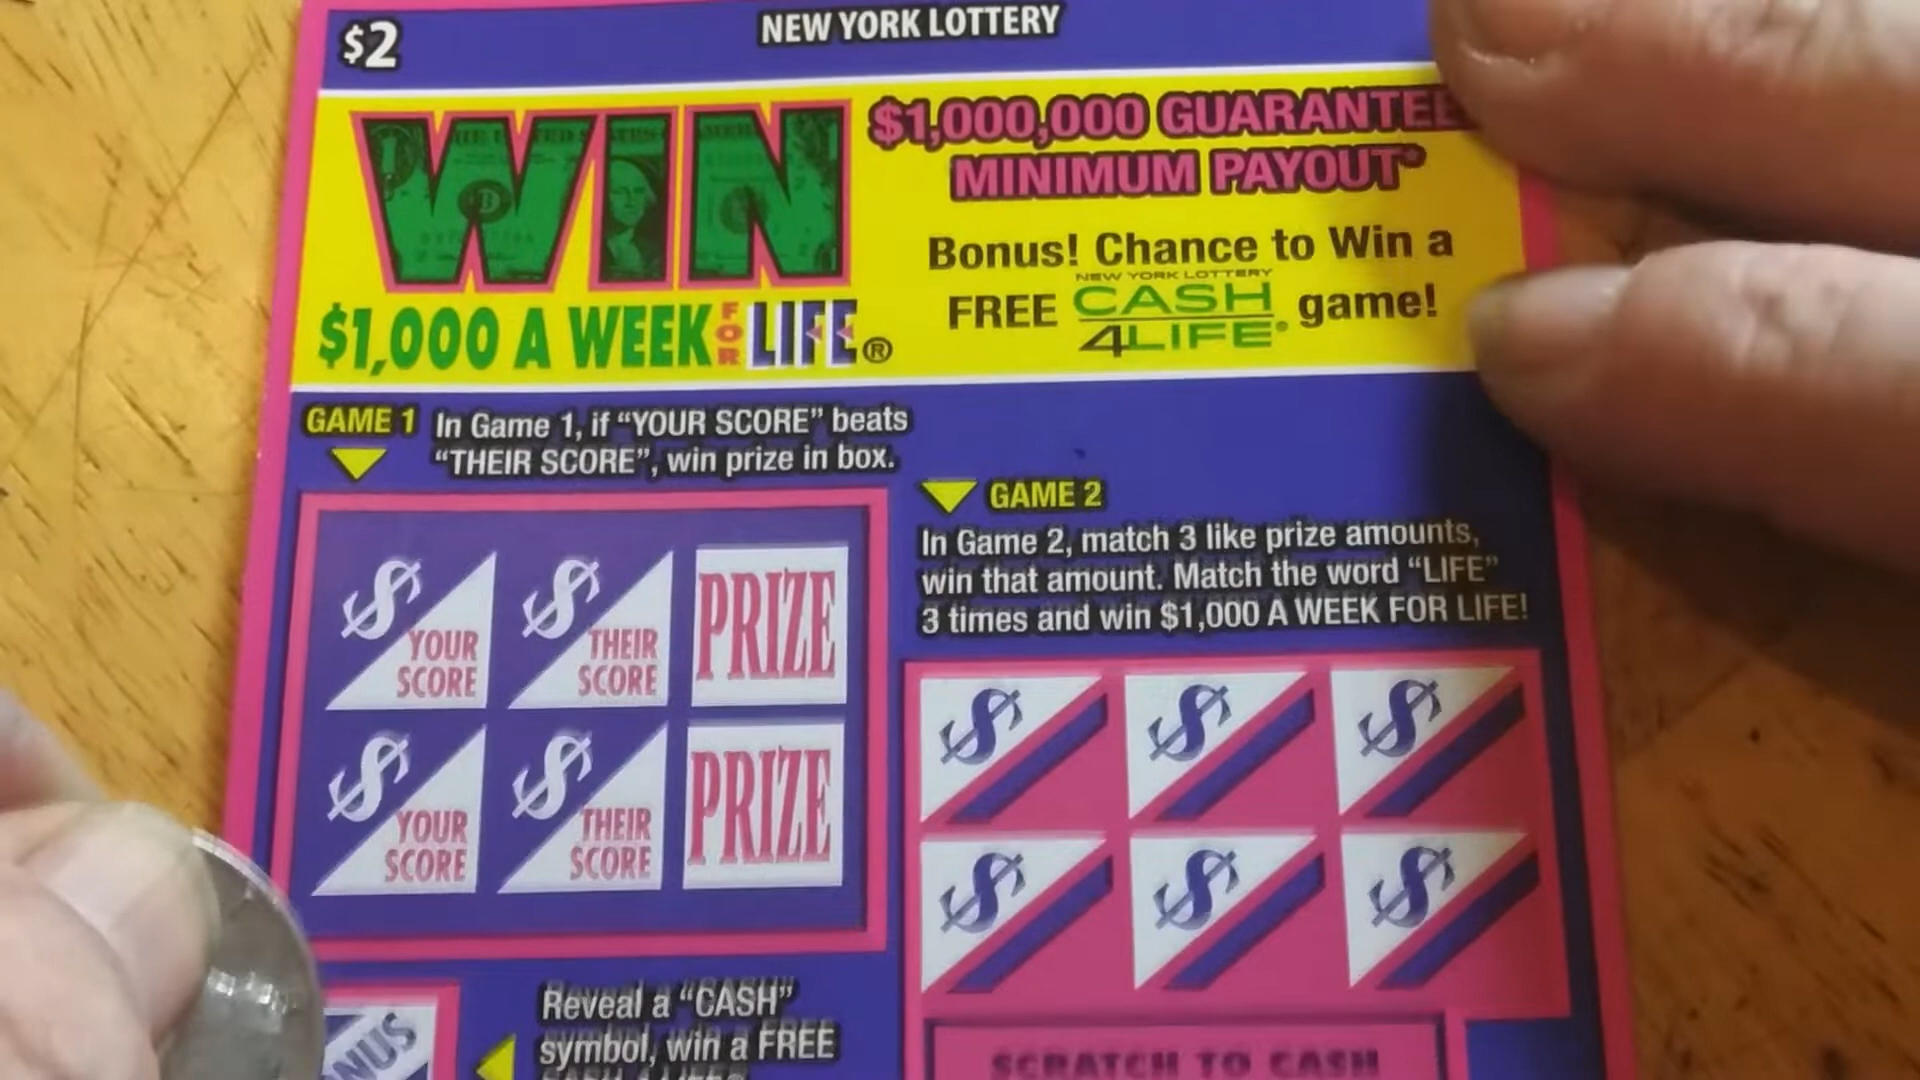 $2
NEW YORK LOTTERY
WIN
$1,000 A WEEK FOR LIFE®
$1,000,000 GUARANTEE
MINIMUM PAYOUT*
Bonus! Chance to Win a
NEW YORK LOTTERY
FREE CASH 4LIFE® game!
GAME 1
In Game 1, if “YOUR SCORE” beats
“THEIR SCORE”, win prize in box.
$ YOUR SCORE $ THEIR SCORE PRIZE
$ YOUR SCORE $ THEIR SCORE PRIZE
GAME 2
In Game 2, match 3 like prize amounts,
win that amount. Match the word “LIFE”
3 times and win $1,000 A WEEK FOR LIFE!
$ $ $
$ $ $
Reveal a “CASH”
symbol, win a FREE
SCRATCH TO CASH